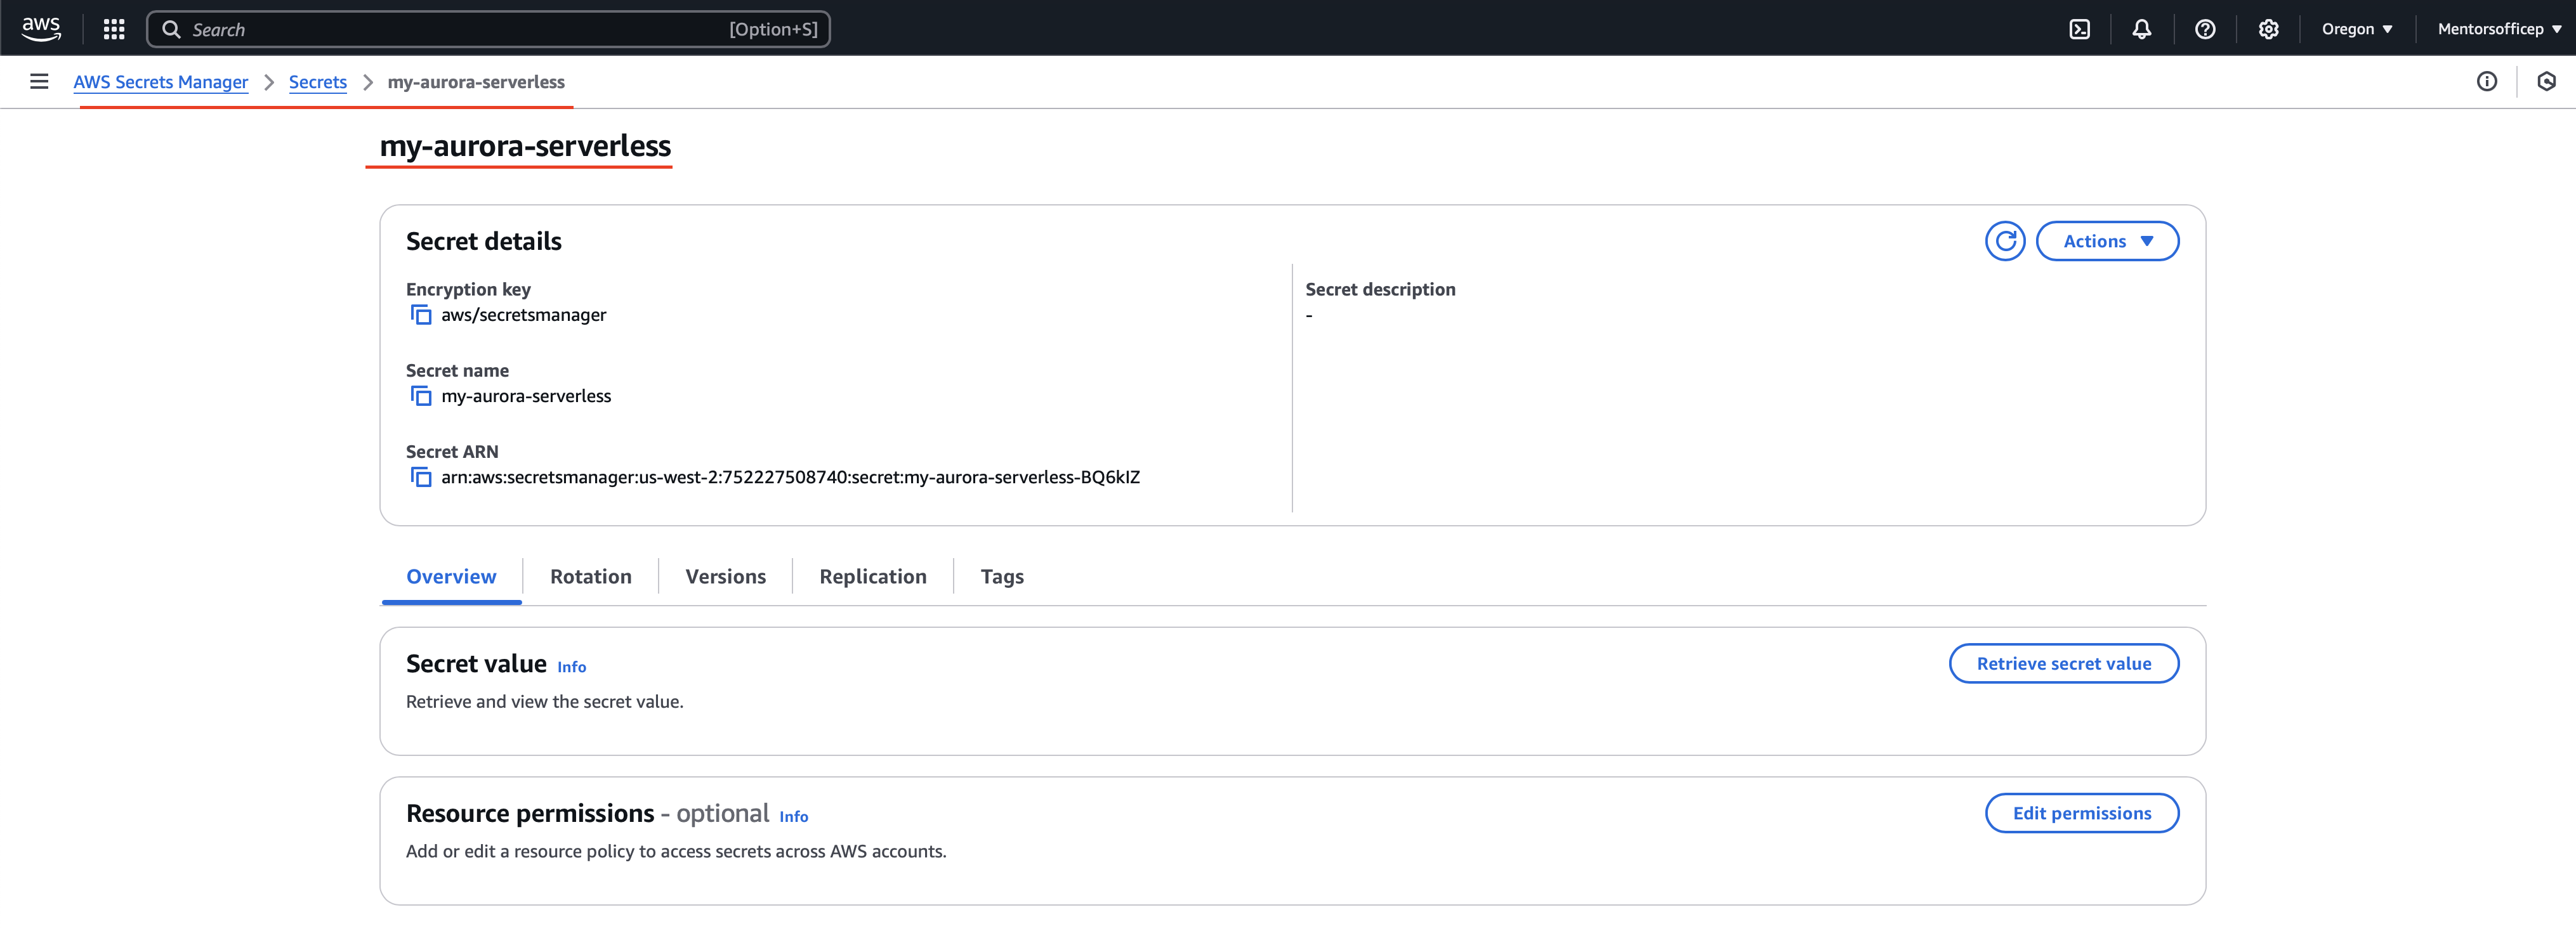 aws
Search [Option+S]
Oregon ▼ Mentorsofficep ▼
AWS Secrets Manager > Secrets > my-aurora-serverless
my-aurora-serverless
Secret details
Actions ▼
Encryption key
aws/secretsmanager
Secret name
my-aurora-serverless
Secret ARN
arn:aws:secretsmanager:us-west-2:752227508740:secret:my-aurora-serverless-BQ6kIZ
Secret description
-
Overview Rotation Versions Replication Tags
Secret value Info
Retrieve secret value
Retrieve and view the secret value.
Resource permissions - optional Info
Edit permissions
Add or edit a resource policy to access secrets across AWS accounts.